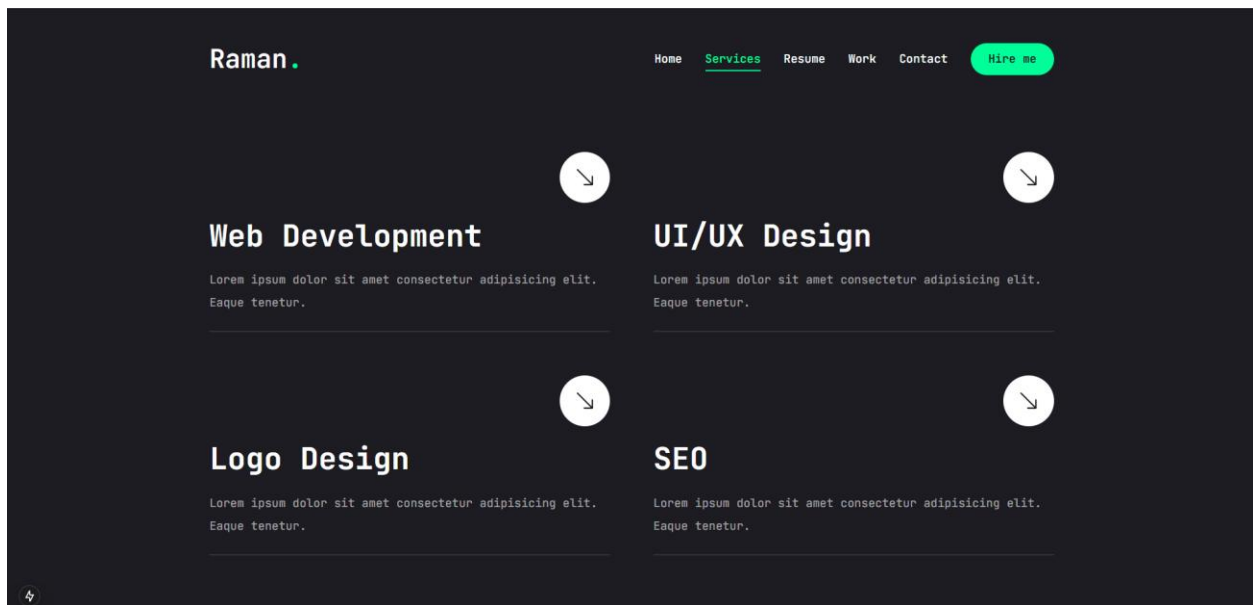 Raman.
Home Services Resume Work Contact Hire me
Web Development
Lorem ipsum dolor sit amet consectetur adipisicing elit.
Eaque tenetur.
UI/UX Design
Lorem ipsum dolor sit amet consectetur adipisicing elit.
Eaque tenetur.
Logo Design
Lorem ipsum dolor sit amet consectetur adipisicing elit.
Eaque tenetur.
SEO
Lorem ipsum dolor sit amet consectetur adipisicing elit.
Eaque tenetur.